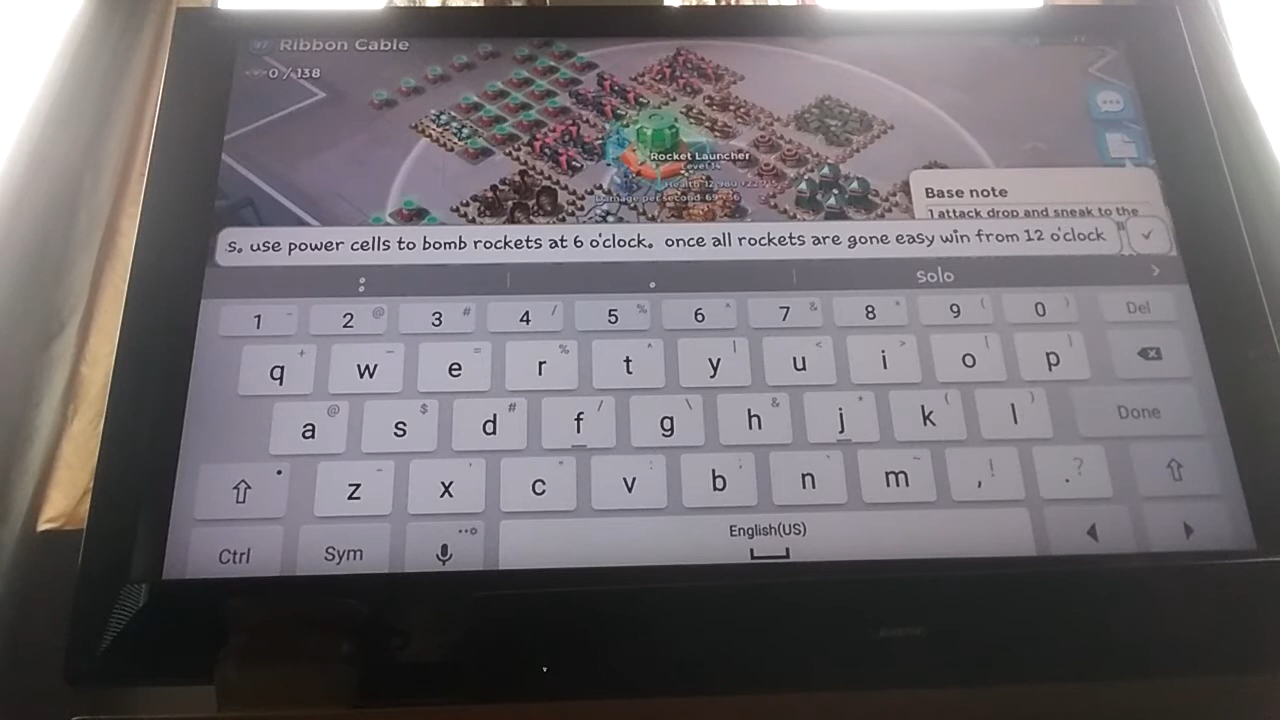 Ribbon Cable
0 / 138
Rocket Launcher
Level 14
Base note
1 attack drop and sneak to the
s. use power cells to bomb rockets at 6 o'clock. once all rockets are gone easy win from 12 o'clock
solo
1 2 @ 3 # 4 / 5 % 6 ^ 7 & 8 * 9 ( 0 ) Del
q + w e = r % t ^ y | u < i > o [ p ]
a @ s $ d # f / g \ h & j * k ( l ) Done
z x c v : b ; n m , ! . ?
Ctrl Sym English(US)